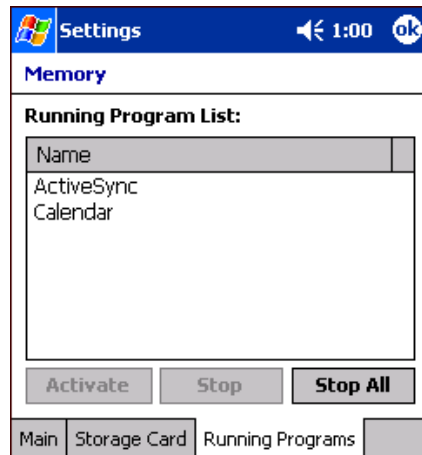 Settings 1:00 ok
Memory
Running Program List:
Name
ActiveSync
Calendar
Activate Stop Stop All
Main Storage Card Running Programs